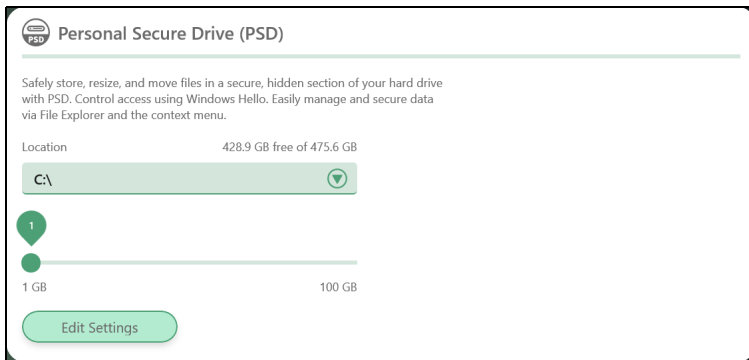 PSD
Personal Secure Drive (PSD)
Safely store, resize, and move files in a secure, hidden section of your hard drive
with PSD. Control access using Windows Hello. Easily manage and secure data
via File Explorer and the context menu.
Location 428.9 GB free of 475.6 GB
C:\
1
1 GB 100 GB
Edit Settings